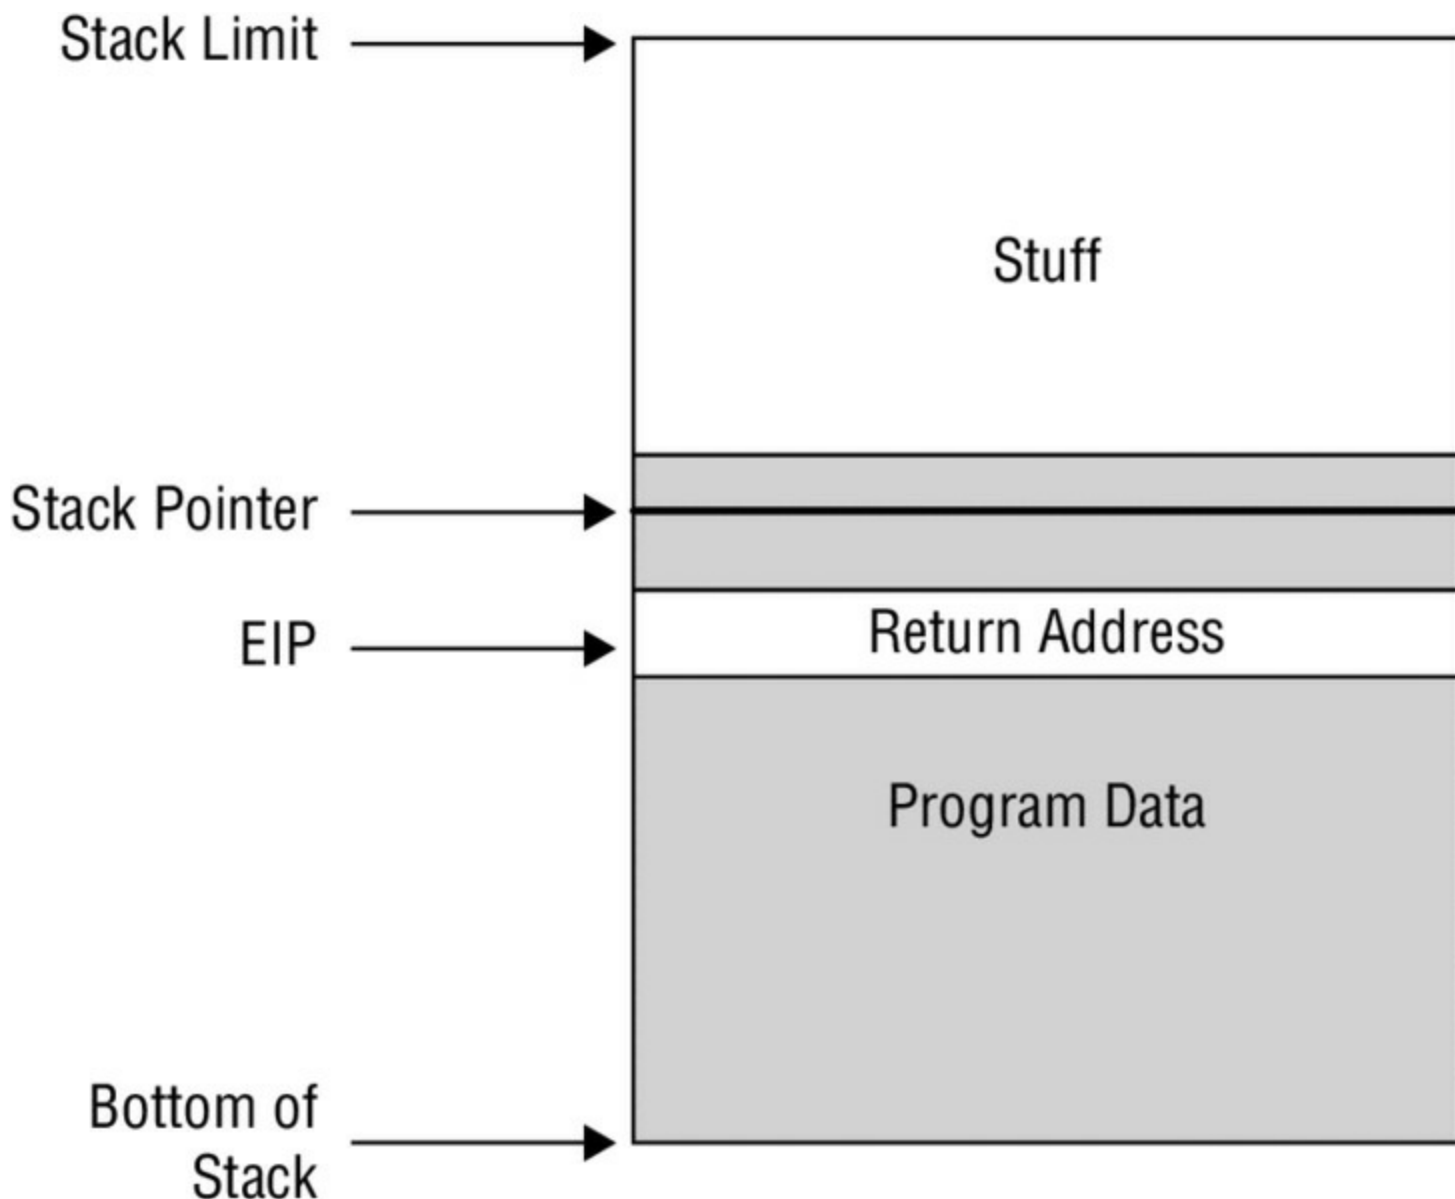 Stack Limit
Stuff
Stack Pointer
Return Address
EIP
Program Data
Bottom of
Stack